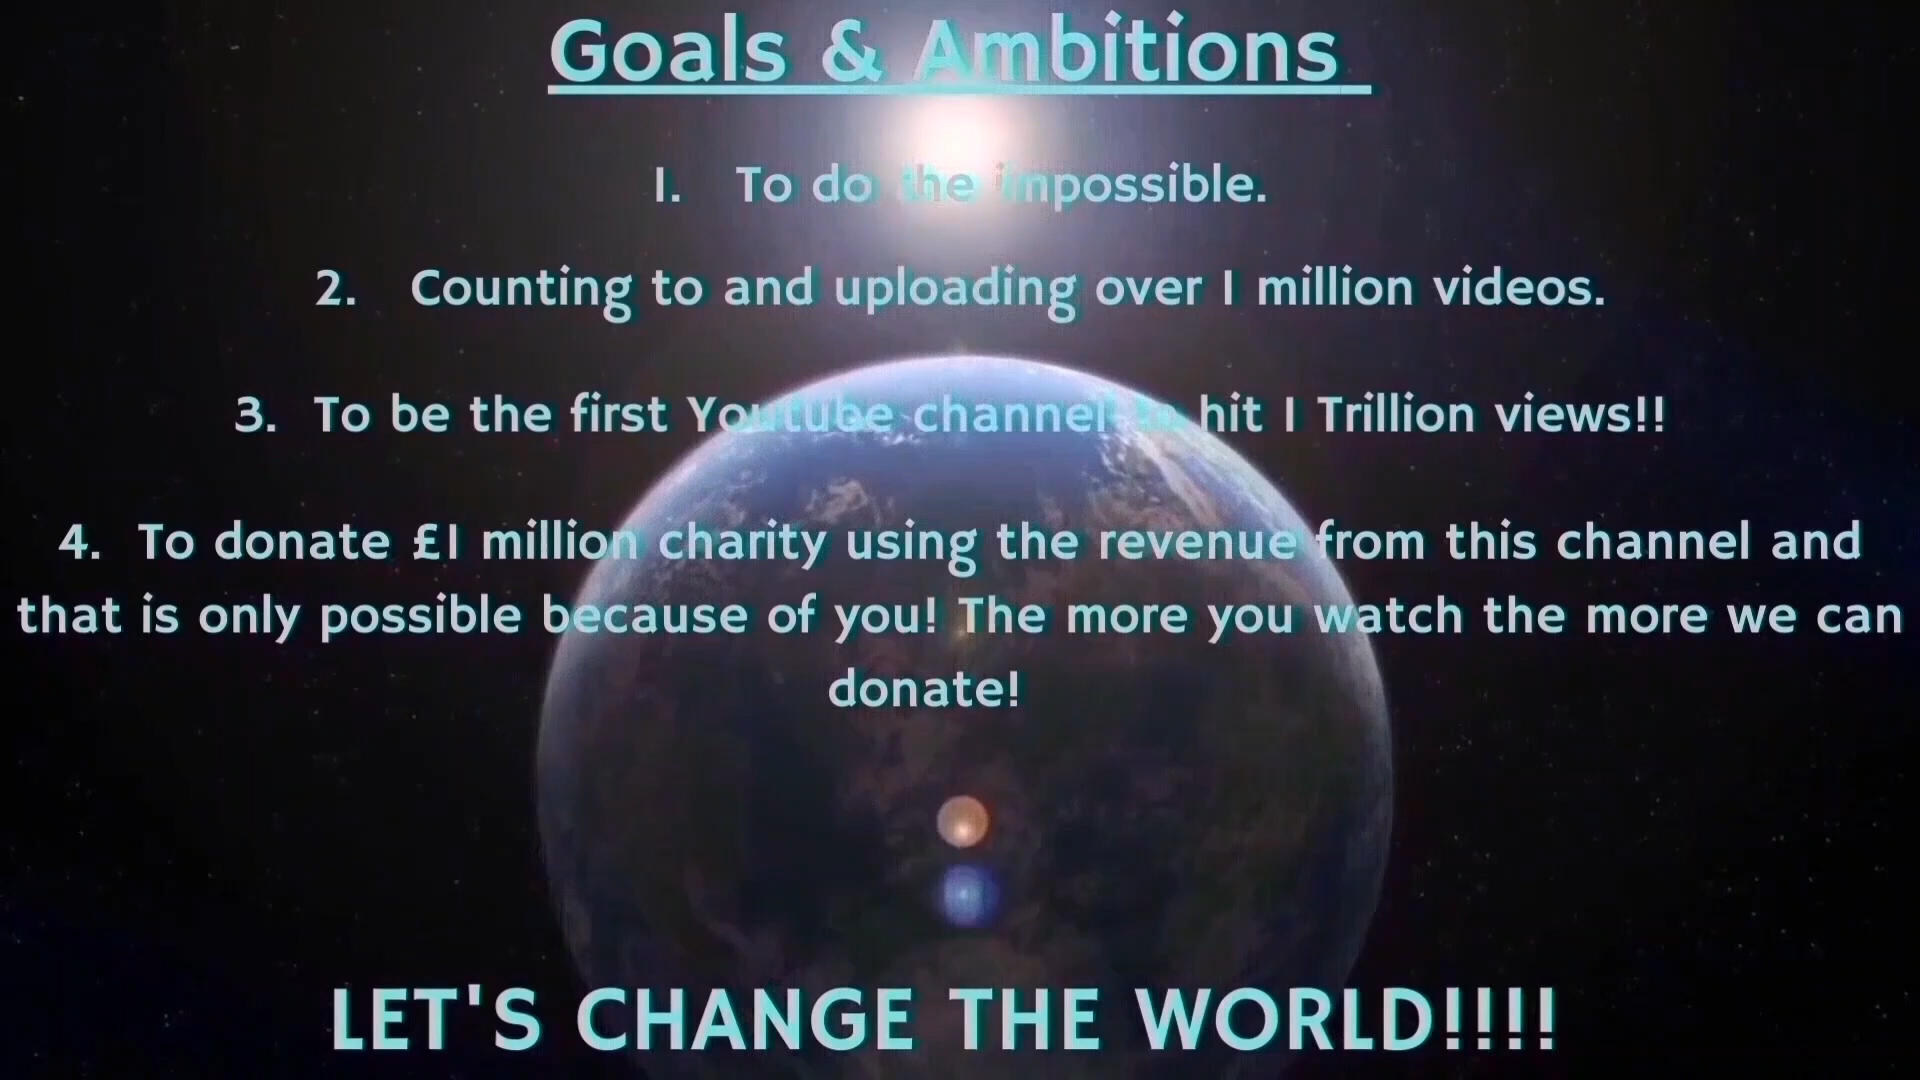 Goals & Ambitions
1. To do the impossible.
2. Counting to and uploading over 1 million videos.
3. To be the first Youtube channel to hit 1 Trillion views!!
4. To donate £1 million charity using the revenue from this channel and
that is only possible because of you! The more you watch the more we can
donate!
LET'S CHANGE THE WORLD!!!!